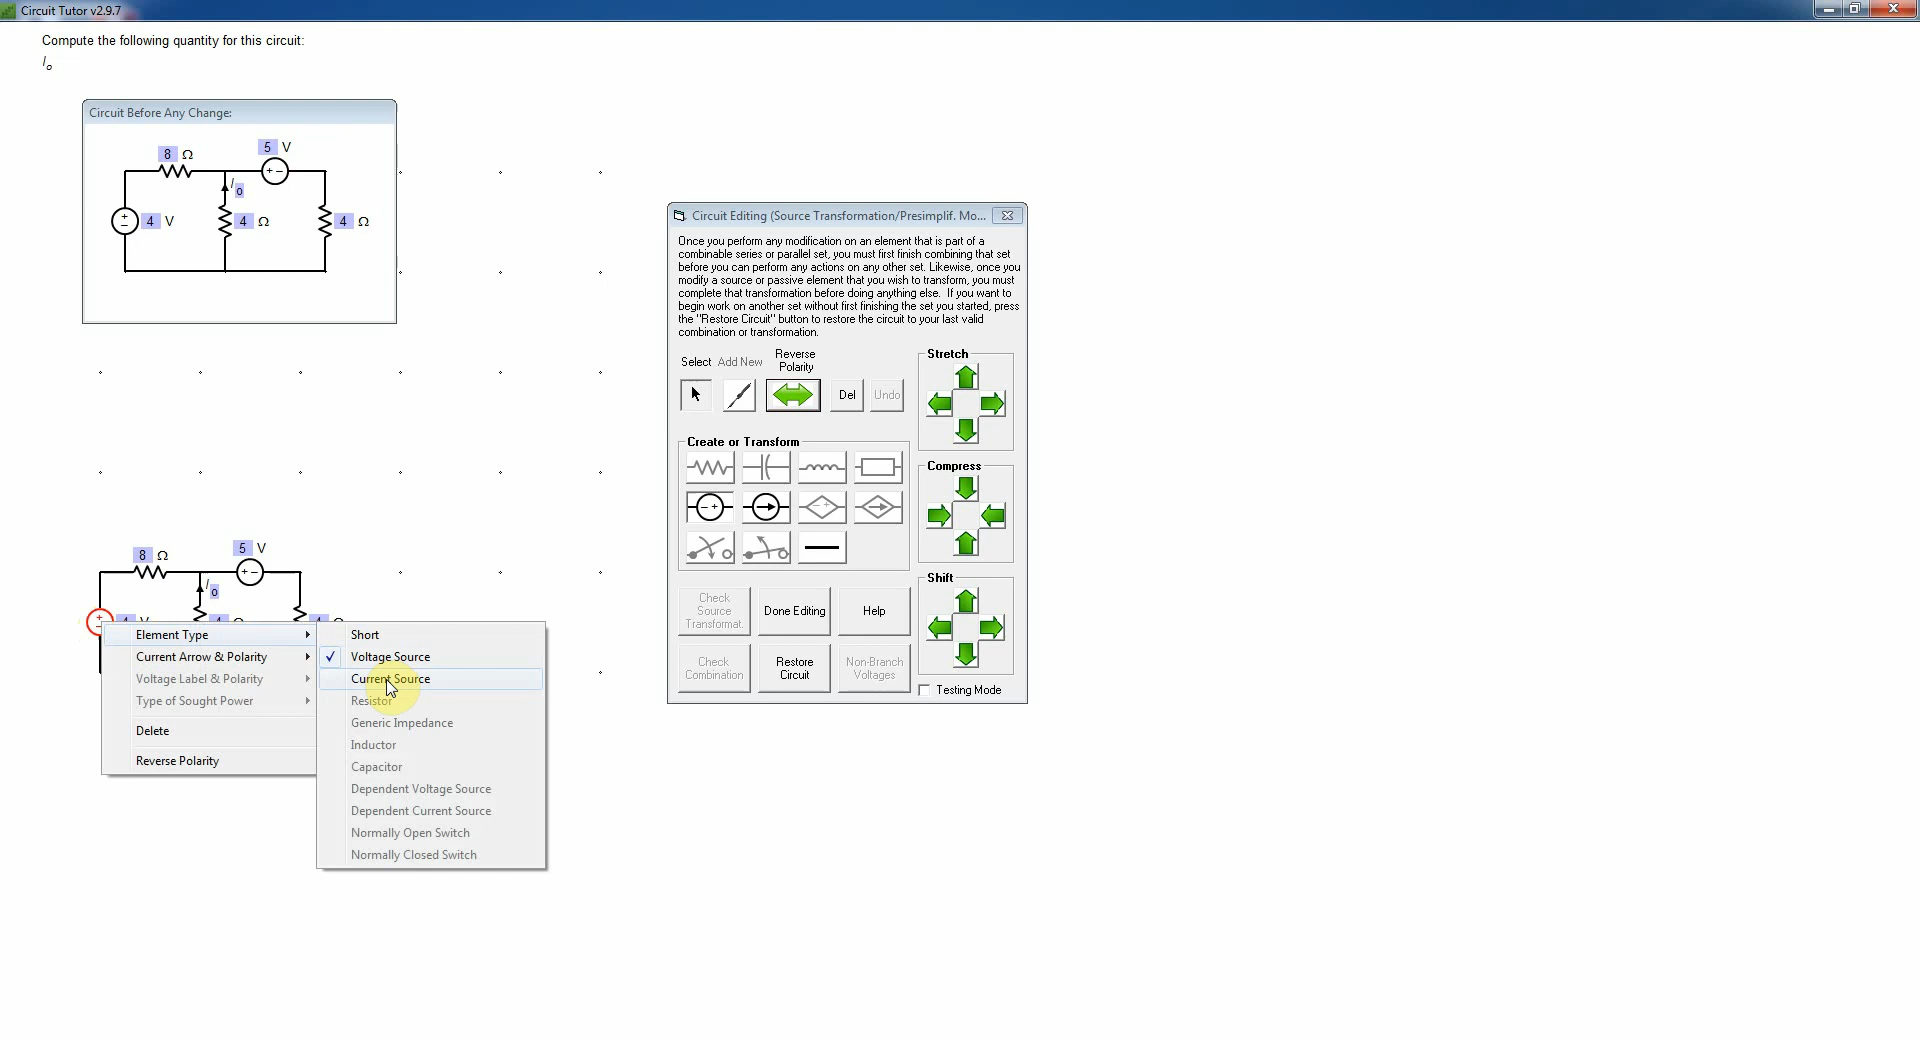 Circuit Tutor v2.9.7
Compute the following quantity for this circuit:
Io
Circuit Before Any Change:
5 V
8 Ω
Io
4 V
4 Ω
4 Ω
Circuit Editing (Source Transformation/Presimplif. Mo...
Once you perform any modification on an element that is part of a
combinable series or parallel set, you must first finish combining that set
before you can perform any actions on any other set. Likewise, once you
modify a source or passive element that you wish to transform, you must
complete that transformation before doing anything else. If you want to
begin work on another set without first finishing the set you started, press
the "Restore Circuit" button to restore the circuit to your last valid
combination or transformation.
Select
Add New
Reverse
Polarity
Del
Undo
Stretch
Create or Transform
Compress
Shift
Check
Source
Transformat.
Done Editing
Help
Check
Combination
Restore
Circuit
Non-Branch
Voltages
Testing Mode
5 V
8 Ω
Io
Element Type
Current Arrow & Polarity
Voltage Label & Polarity
Type of Sought Power
Delete
Reverse Polarity
Short
Voltage Source
Current Source
Resistor
Generic Impedance
Inductor
Capacitor
Dependent Voltage Source
Dependent Current Source
Normally Open Switch
Normally Closed Switch